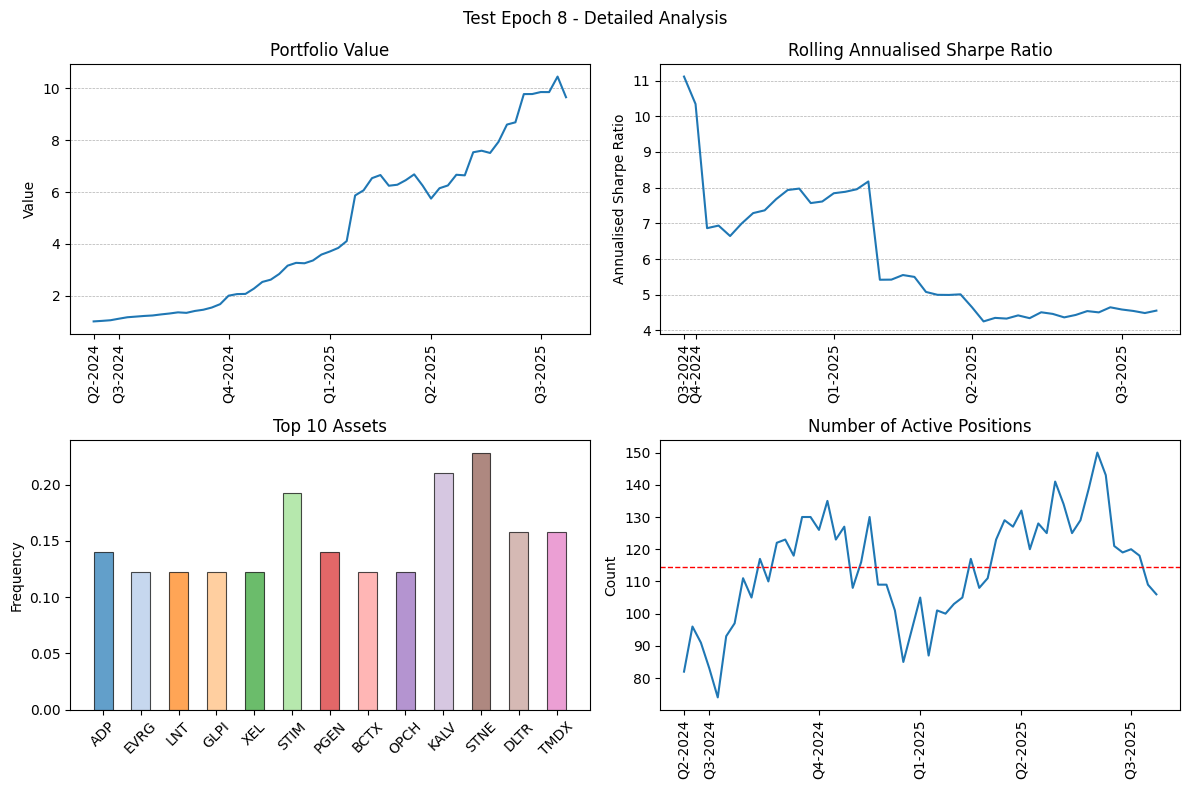 Test Epoch 8 - Detailed Analysis
Portfolio Value
Value
10
8
6
4
2
Q2-2024
Q3-2024
Q4-2024
Q1-2025
Q2-2025
Q3-2025
Rolling Annualised Sharpe Ratio
Annualised Sharpe Ratio
11
10
9
8
7
6
5
4
Q3-2024
Q4-2024
Q1-2025
Q2-2025
Q3-2025
Top 10 Assets
Frequency
0.20
0.15
0.10
0.05
0.00
ADP
EVRG
LNT
GLPI
XEL
STIM
PGEN
BCTX
OPCH
KALV
STNE
DLTR
TMDX
Number of Active Positions
Count
150
140
130
120
110
100
90
80
Q2-2024
Q3-2024
Q4-2024
Q1-2025
Q2-2025
Q3-2025